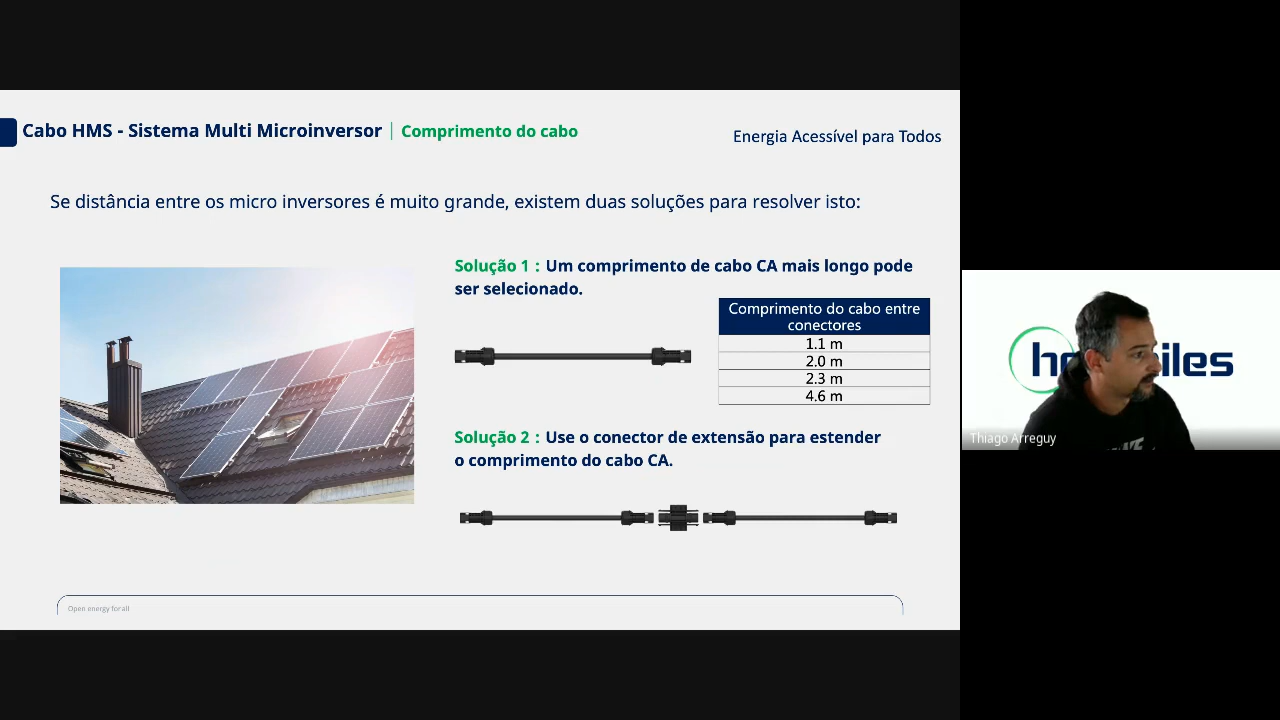 Cabo HMS - Sistema Multi Microinversor | Comprimento do cabo
Energia Acessível para Todos
Se distância entre os micro inversores é muito grande, existem duas soluções para resolver isto:
Solução 1 : Um comprimento de cabo CA mais longo pode
ser selecionado.
Comprimento do cabo entre
conectores
1.1 m
2.0 m
2.3 m
4.6 m
Solução 2 : Use o conector de extensão para estender
o comprimento do cabo CA.
Open energy for all
Thiago Arreguy